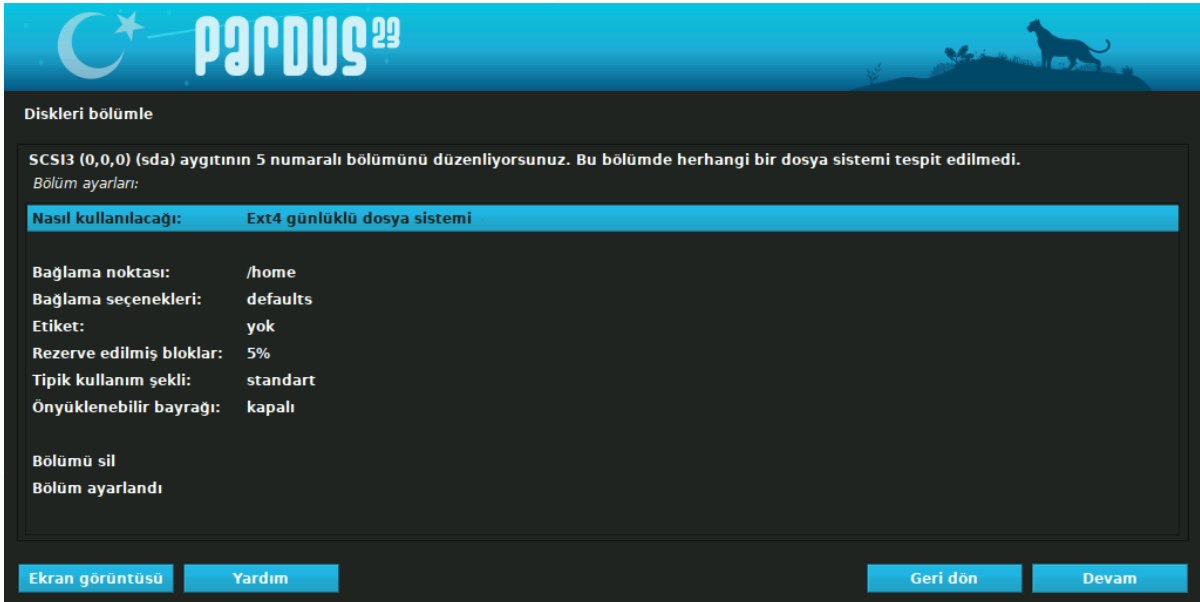 pardus 23
Diskleri bölümle
SCSI3 (0,0,0) (sda) aygıtının 5 numaralı bölümünü düzenliyorsunuz. Bu bölümde herhangi bir dosya sistemi tespit edilmedi.
Bölüm ayarları:
Nasıl kullanılacağı: Ext4 günlüklü dosya sistemi
Bağlama noktası: /home
Bağlama seçenekleri: defaults
Etiket: yok
Rezerve edilmiş bloklar: 5%
Tipik kullanım şekli: standart
Önyüklenebilir bayrağı: kapalı
Bölümü sil
Bölüm ayarlandı
Ekran görüntüsü Yardım Geri dön Devam